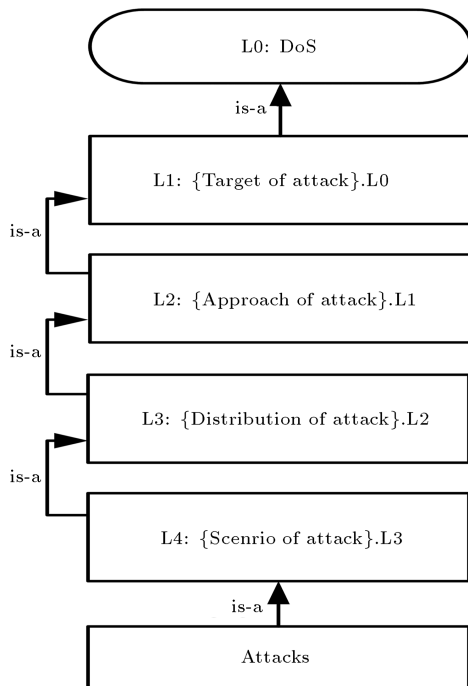 L0: DoS
is-a
L1: {Target of attack}.L0
is-a
L2: {Approach of attack}.L1
is-a
L3: {Distribution of attack}.L2
is-a
L4: {Scenrio of attack}.L3
is-a
Attacks